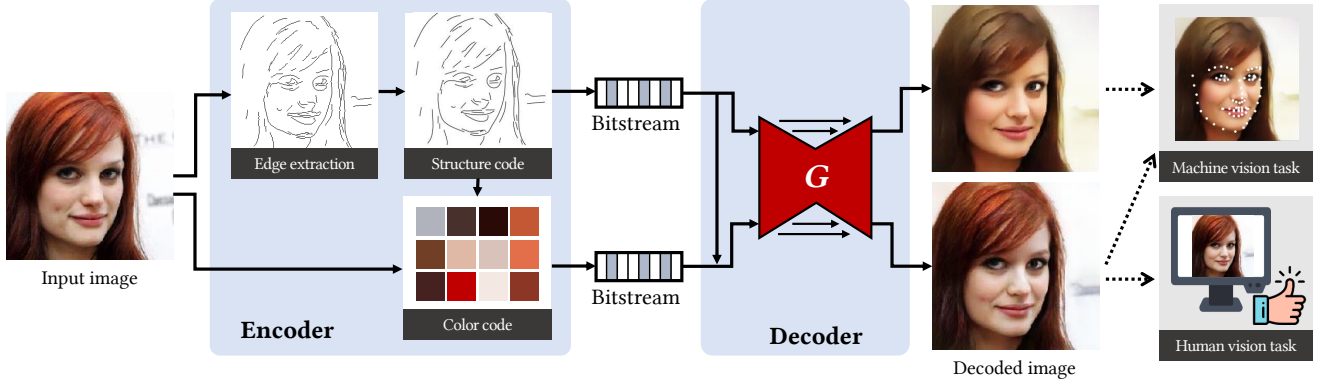 Input image
Edge extraction
Structure code
Color code
Encoder
Bitstream
Bitstream
G
Decoder
Decoded image
Machine vision task
Human vision task
THE